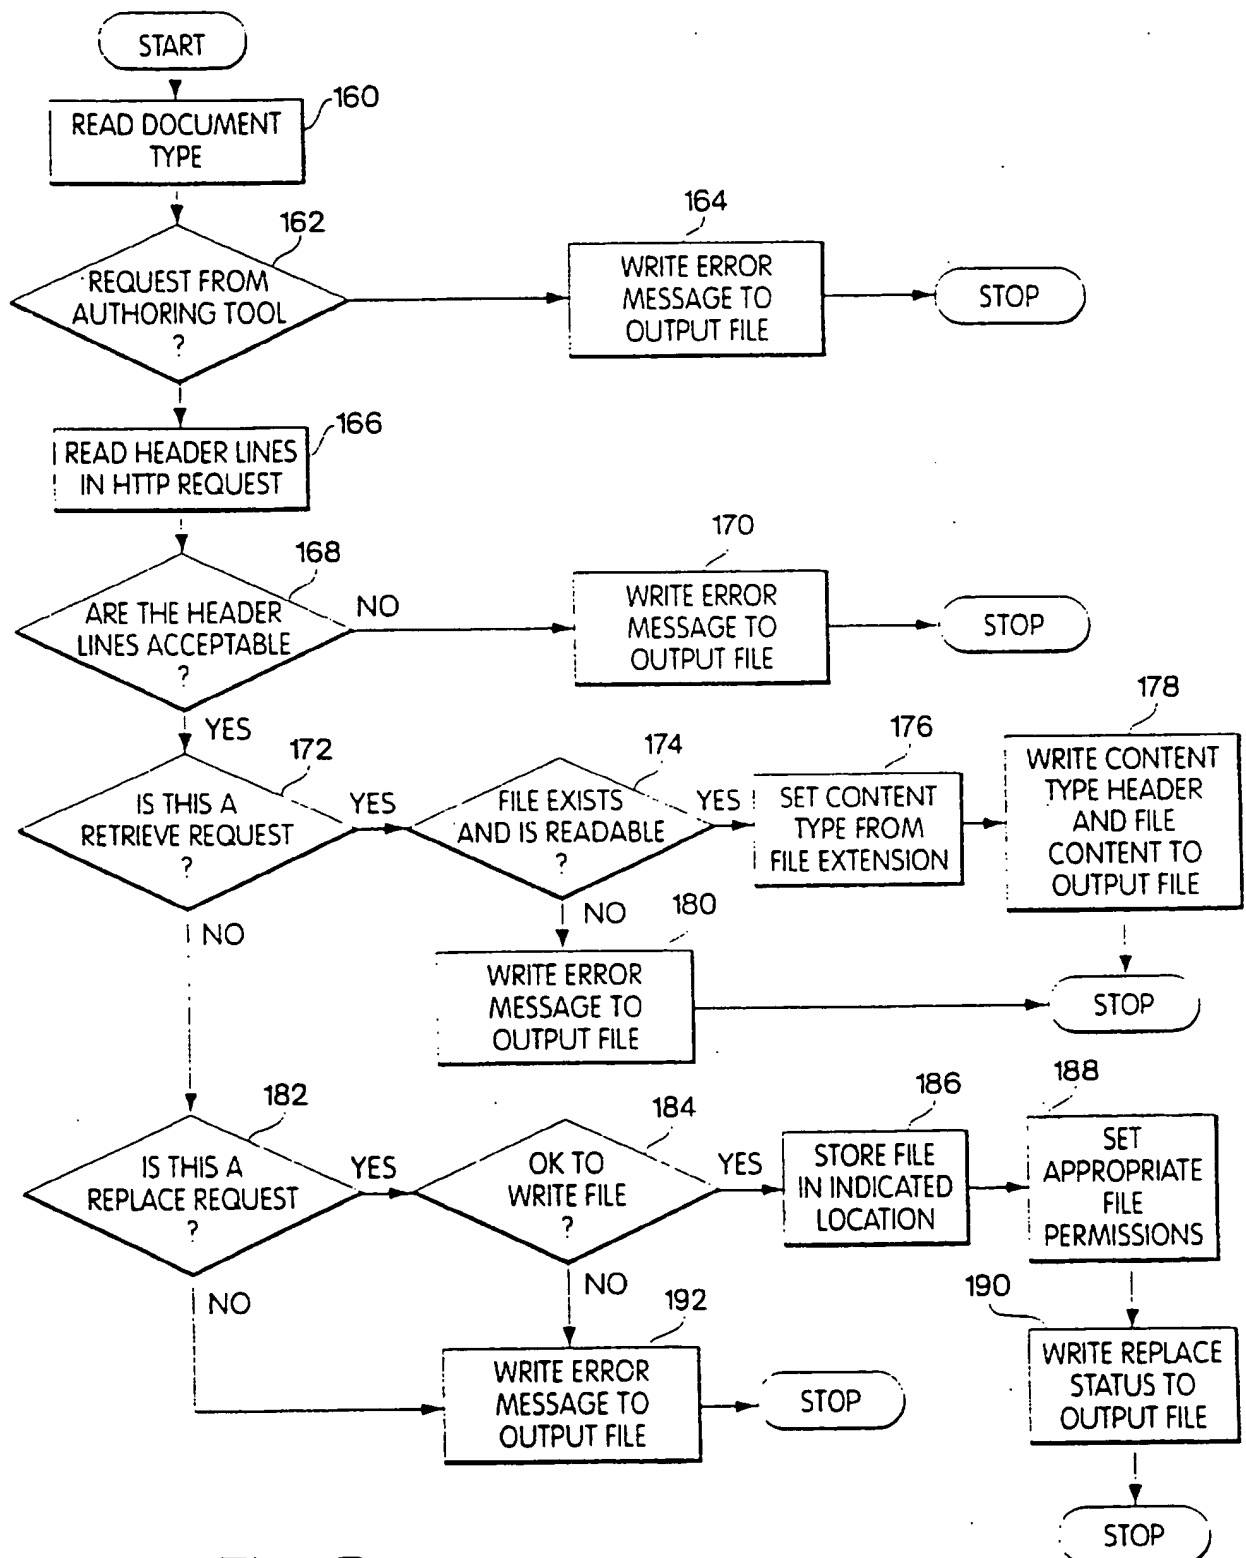 START
160
READ DOCUMENT
TYPE
162
REQUEST FROM
AUTHORING TOOL
?
164
WRITE ERROR
MESSAGE TO
OUTPUT FILE
STOP
166
READ HEADER LINES
IN HTTP REQUEST
168
ARE THE HEADER
LINES ACCEPTABLE
?
NO
170
WRITE ERROR
MESSAGE TO
OUTPUT FILE
STOP
YES
172
IS THIS A
RETRIEVE REQUEST
?
YES
174
FILE EXISTS
AND IS READABLE
?
YES
176
SET CONTENT
TYPE FROM
FILE EXTENSION
178
WRITE CONTENT
TYPE HEADER
AND FILE
CONTENT TO
OUTPUT FILE
NO
NO
180
WRITE ERROR
MESSAGE TO
OUTPUT FILE
STOP
182
IS THIS A
REPLACE REQUEST
?
YES
184
OK TO
WRITE FILE
?
YES
186
STORE FILE
IN INDICATED
LOCATION
188
SET
APPROPRIATE
FILE
PERMISSIONS
NO
NO
190
WRITE REPLACE
STATUS TO
OUTPUT FILE
192
WRITE ERROR
MESSAGE TO
OUTPUT FILE
STOP
STOP